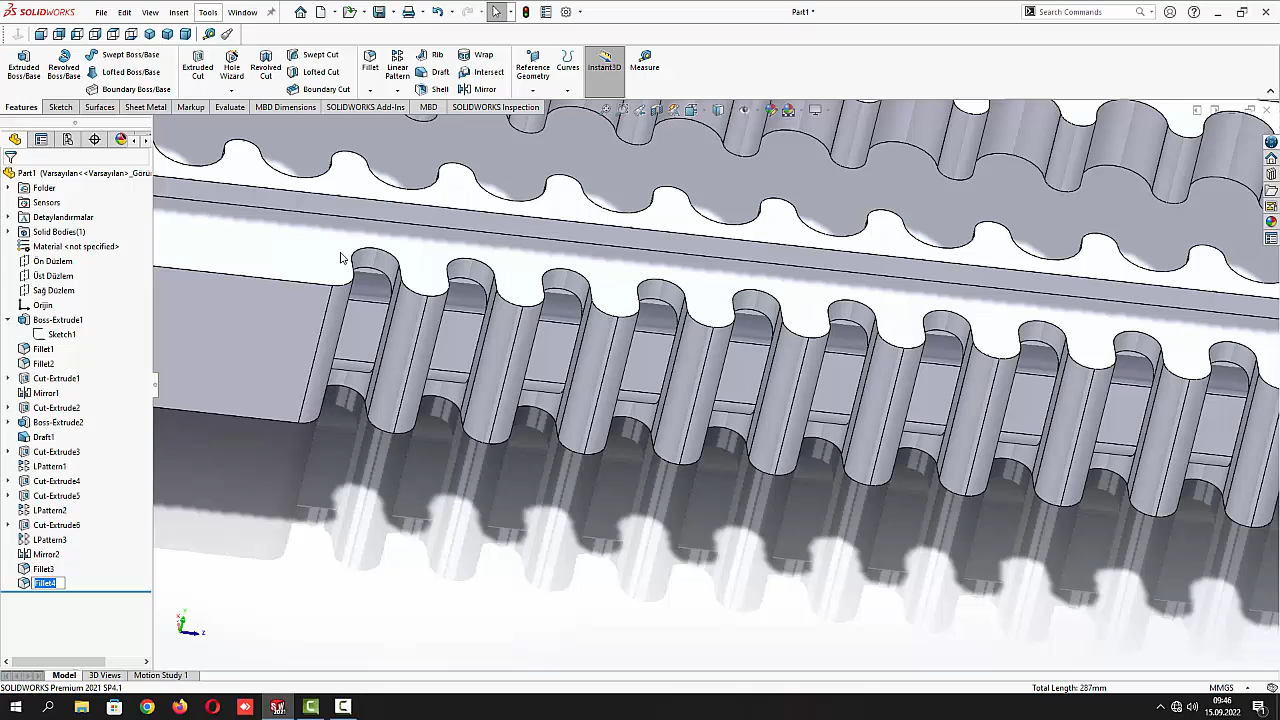 SOLIDWORKS File Edit View Insert Tools Window Part1 * Search Commands
Extruded Boss/Base
Revolved Boss/Base
Swept Boss/Base
Lofted Boss/Base
Boundary Boss/Base
Extruded Cut
Hole Wizard
Revolved Cut
Swept Cut
Lofted Cut
Boundary Cut
Fillet
Linear Pattern
Rib
Draft
Shell
Wrap
Intersect
Mirror
Reference Geometry
Curves
Instant3D
Measure
Features Sketch Surfaces Sheet Metal Markup Evaluate MBD Dimensions SOLIDWORKS Add-Ins MBD SOLIDWORKS Inspection
Part1 (Varsayılan<<Varsayılan>_Görü
Folder
Sensors
Detaylandırmalar
Solid Bodies(1)
Material <not specified>
Ön Düzlem
Üst Düzlem
Sağ Düzlem
Orijin
Boss-Extrude1
Sketch1
Fillet1
Fillet2
Cut-Extrude1
Mirror1
Cut-Extrude2
Boss-Extrude2
Draft1
Cut-Extrude3
LPattern1
Cut-Extrude4
Cut-Extrude5
LPattern2
Cut-Extrude6
LPattern3
Mirror2
Fillet3
Fillet4
Model 3D Views Motion Study 1
SOLIDWORKS Premium 2021 SP4.1 Total Length: 287mm MMGS
09:46
15.09.2022